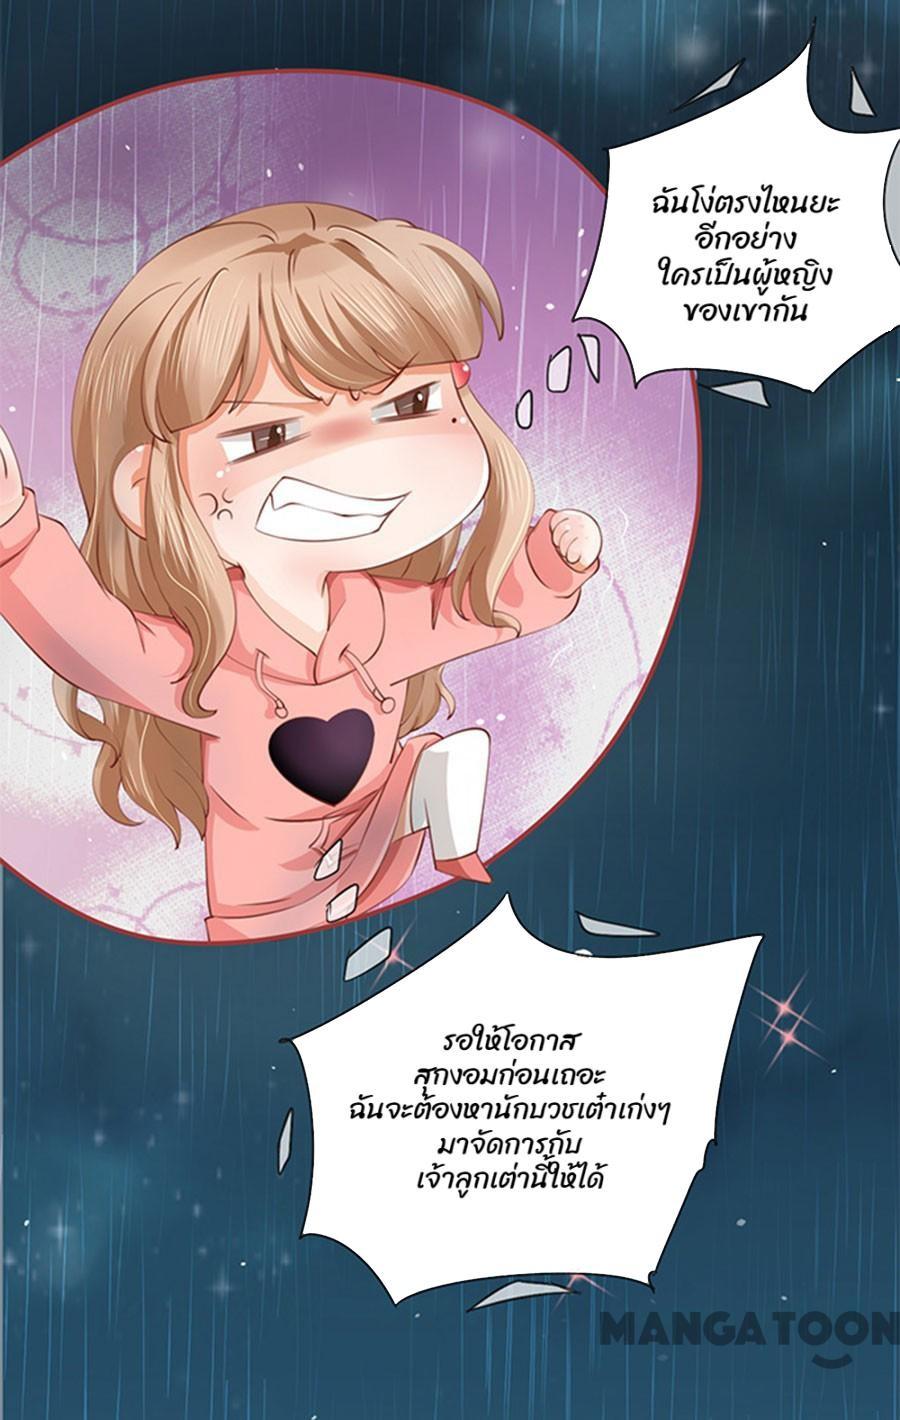 ฉันโง่ตรงไหนยะ
อีกอย่าง
ใครเป็นผู้หญิง
ของเขากัน
รอให้โอกาส
สุกงอมก่อนเถอะ
ฉันจะต้องหานักบวชเต๋าเก่งๆ
มาจัดการกับ
เจ้าลูกเต่านี้ให้ได้
MANGATOON